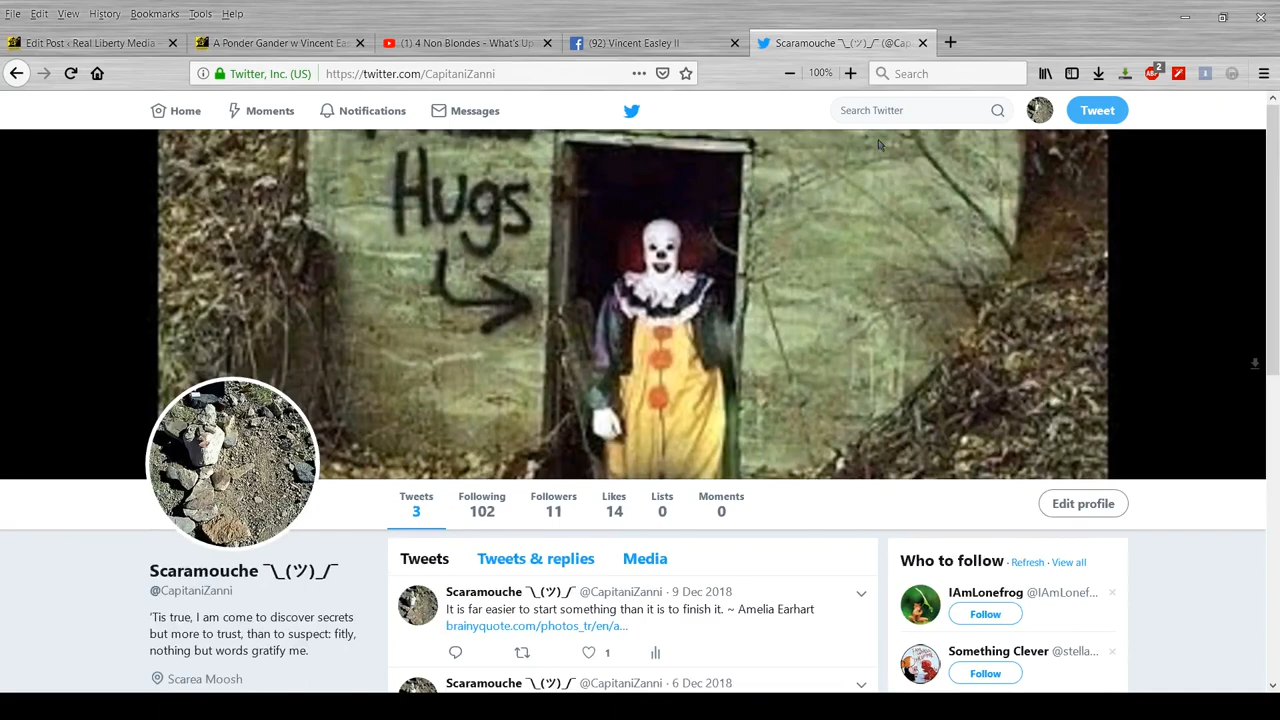 File Edit View History Bookmarks Tools Help
Edit Post: Real Liberty Media
A Ponder Gander w Vincent Ea
(1) 4 Non Blondes - What's Up
(92) Vincent Easley II
Scaramouche ¯\_(ツ)_/¯ (@Cap
Twitter, Inc. (US)
https://twitter.com/CapitaniZanni
100%
Search
ABP
2
Home
Moments
Notifications
Messages
Search Twitter
Tweet
Hugs
Tweets Following Followers Likes Lists Moments
3 102 11 14 0 0
Edit profile
Scaramouche ¯\_(ツ)_/¯
@CapitaniZanni
'Tis true, I am come to discover secrets
but more to trust, than to suspect: fitly,
nothing but words gratify me.
Scarea Moosh
Tweets Tweets & replies Media
Scaramouche ¯\_(ツ)_/¯ @CapitaniZanni · 9 Dec 2018
It is far easier to start something than it is to finish it. ~ Amelia Earhart
brainyquote.com/photos_tr/en/a...
1
Scaramouche ¯\_(ツ)_/¯ @CapitaniZanni · 6 Dec 2018
Who to follow · Refresh · View all
IAmLonefrog @IAmLonef...
Follow
Something Clever @stella...
Follow